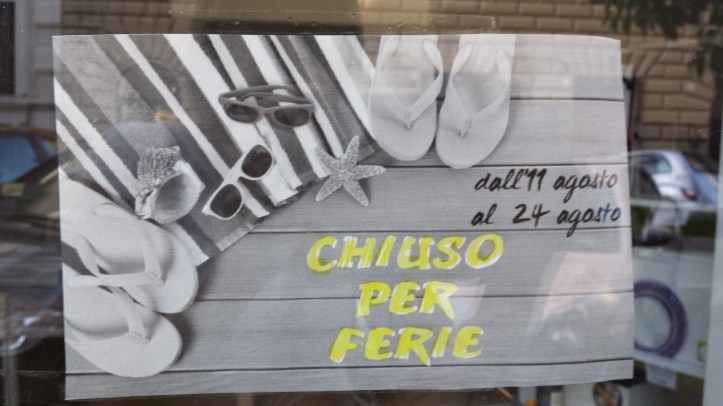 dall'11 agosto
al 24 agosto
CHIUSO
PER
FERIE